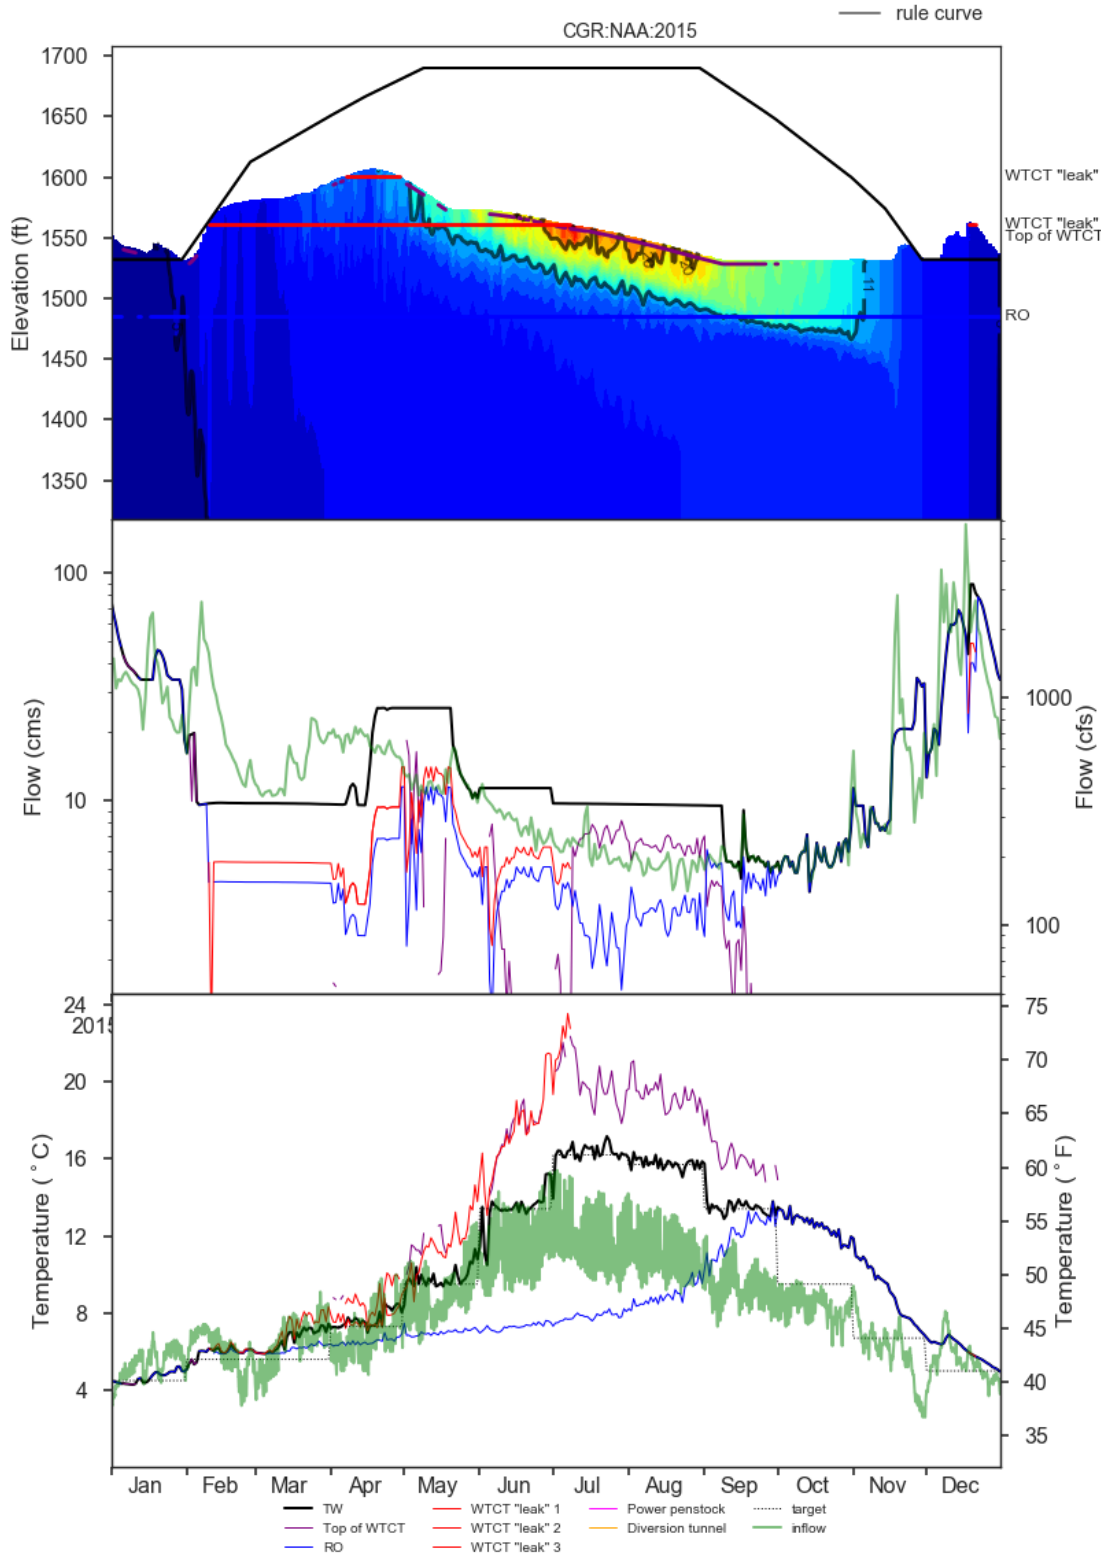 rule curve
CGR:NAA:2015
1700
1650
1600
1550
1500
1450
1400
1350
Elevation (ft)
WTCT "leak"
WTCT "leak"
Top of WTCT
RO
11
100
10
Flow (cms)
1000
100
Flow (cfs)
24
2015
20
16
12
8
4
Temperature (°C)
75
70
65
60
55
50
45
40
35
Temperature (°F)
Jan Feb Mar Apr May Jun Jul Aug Sep Oct Nov Dec
TW WTCT "leak" 1 Power penstock target
Top of WTCT WTCT "leak" 2 Diversion tunnel inflow
RO WTCT "leak" 3